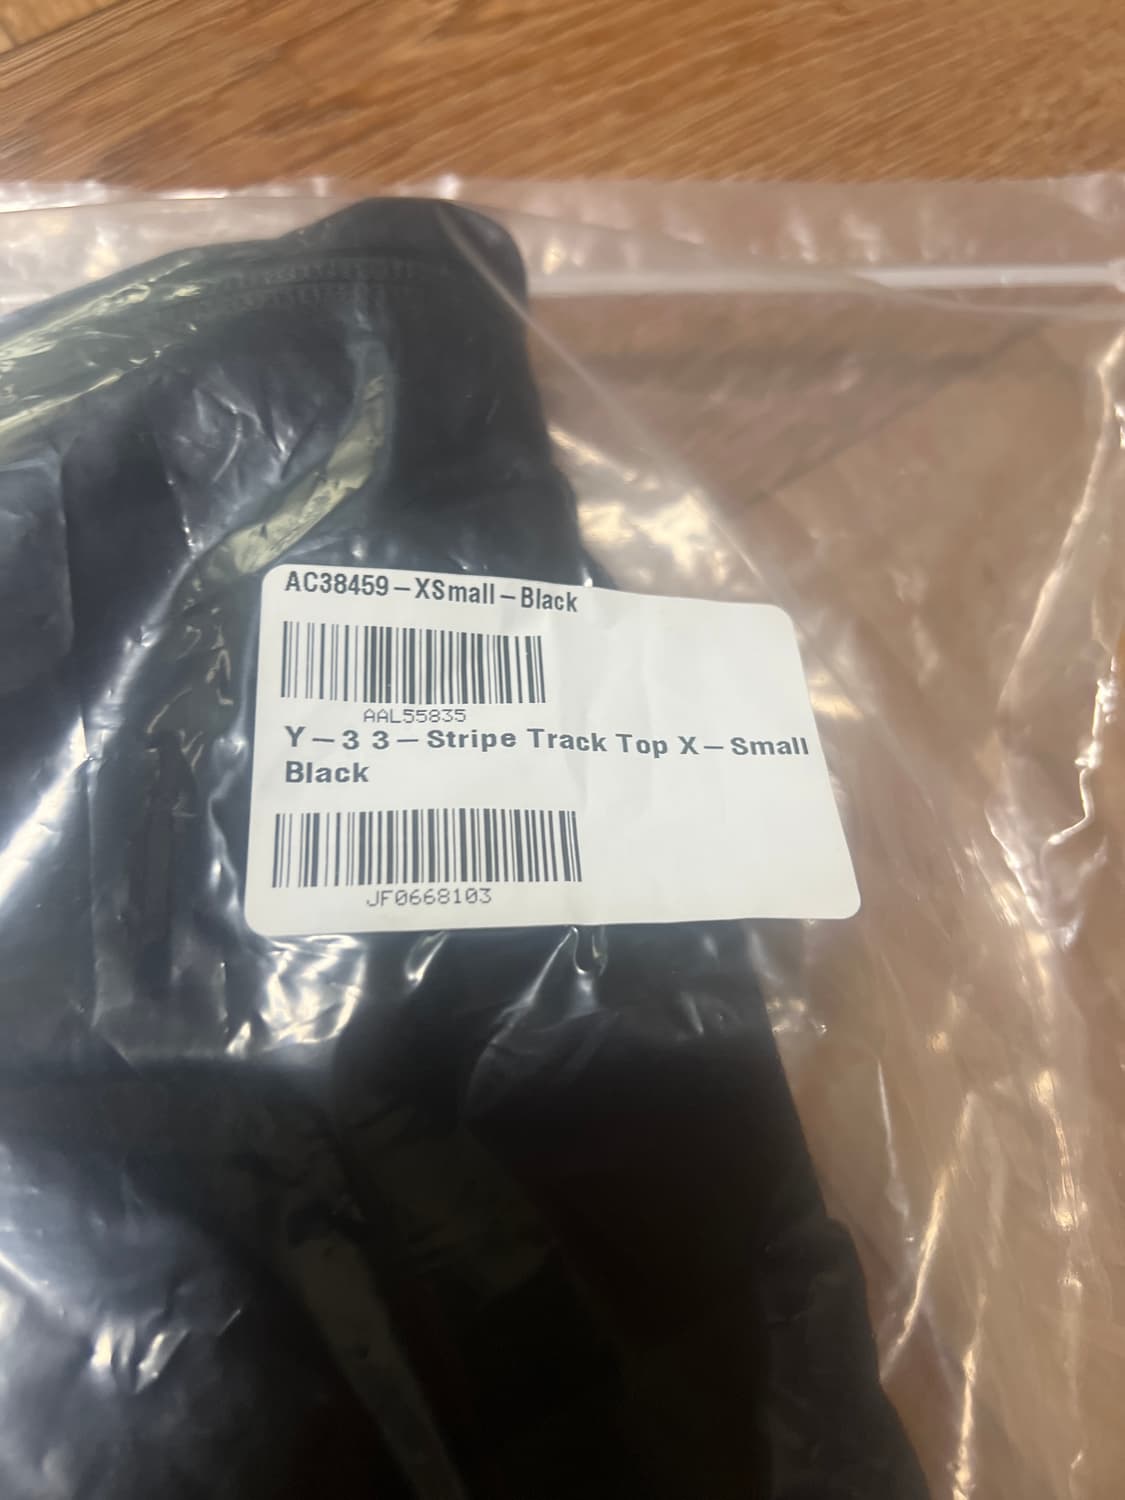 AC38459-XSmall-Black
AAL55835
Y-3 3-Stripe Track Top X-Small
Black
JF0668103